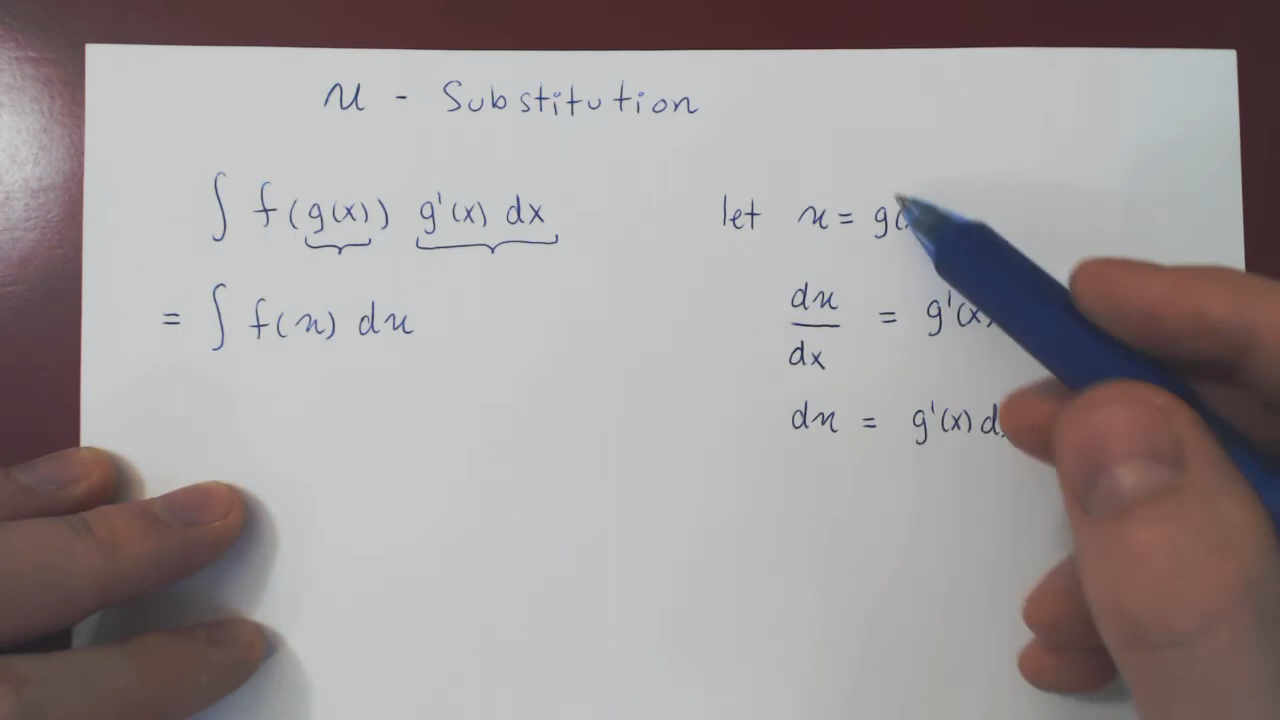 u - Substitution
∫ f(g(x)) g'(x) dx
= ∫ f(u) du
let u = g(
du/dx = g'(x
du = g'(x) d